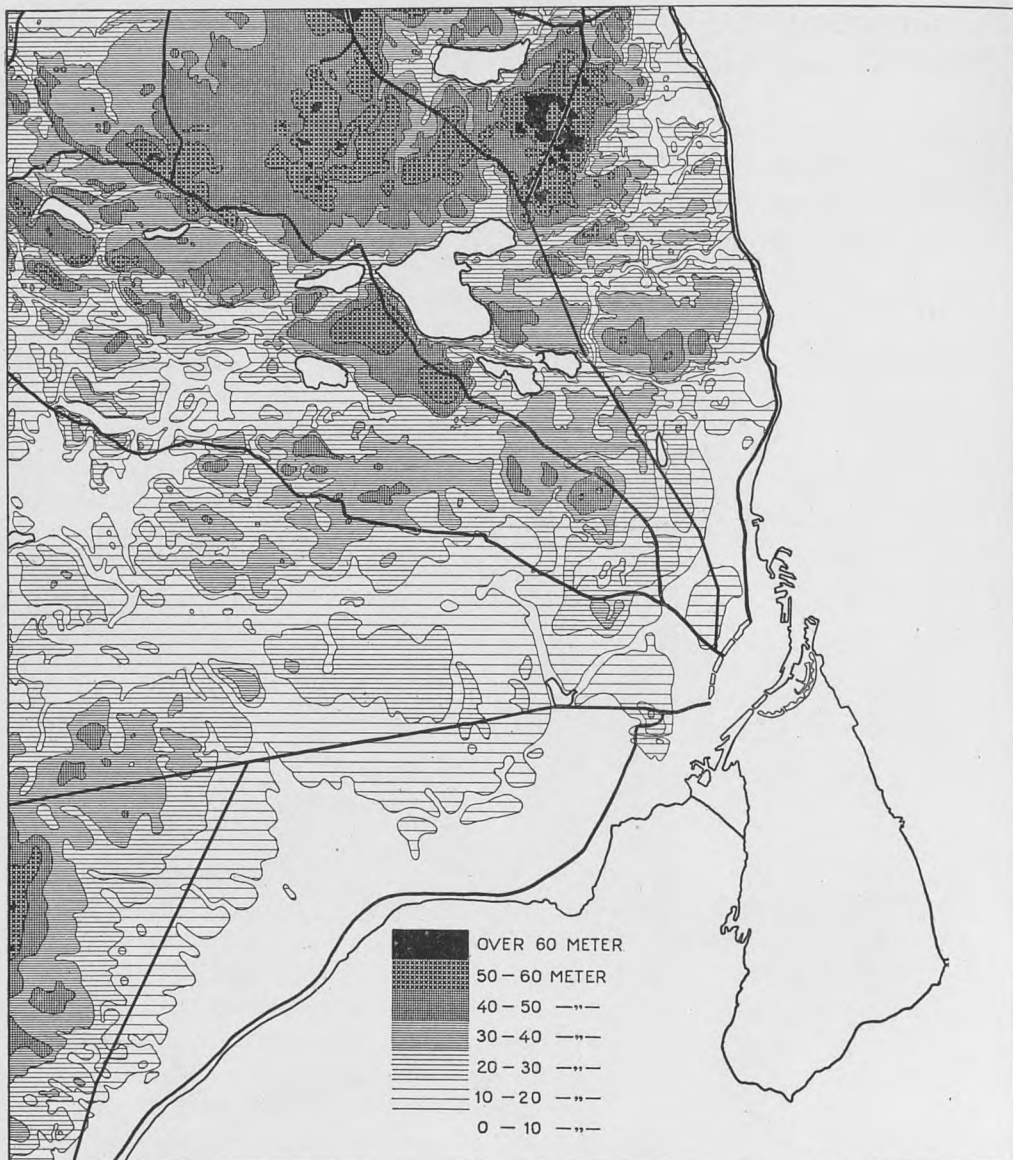 OVER 60 METER
50 – 60 METER
40 – 50 —„—
30 – 40 —„—
20 – 30 —„—
10 – 20 —„—
0 – 10 —„—